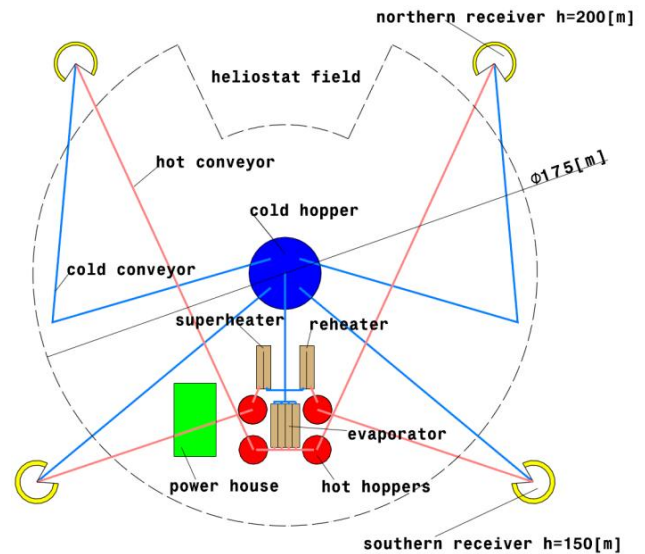 northern receiver h=200[m]
heliostat field
hot conveyor
Φ175[m]
cold hopper
cold conveyor
superheater
reheater
evaporator
power house
hot hoppers
southern receiver h=150[m]